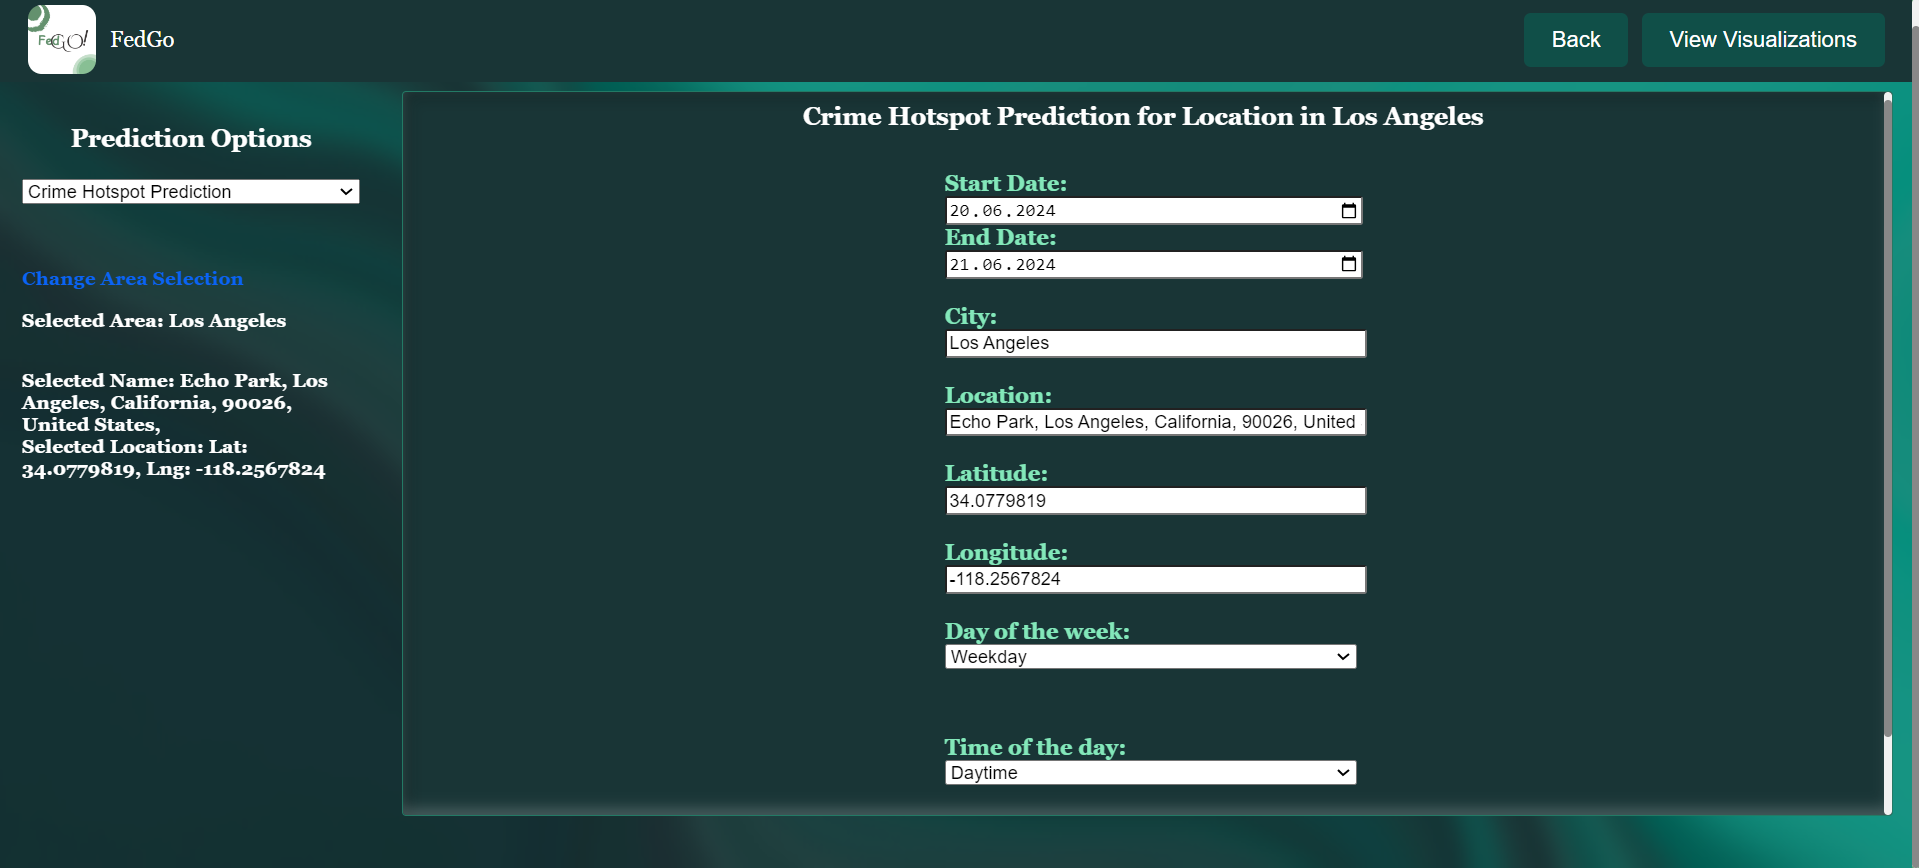 FedGO!
FedGo
Back
View Visualizations
Prediction Options
Crime Hotspot Prediction
Change Area Selection
Selected Area: Los Angeles
Selected Name: Echo Park, Los
Angeles, California, 90026,
United States,
Selected Location: Lat:
34.0779819, Lng: -118.2567824
Crime Hotspot Prediction for Location in Los Angeles
Start Date:
20.06.2024
End Date:
21.06.2024
City:
Los Angeles
Location:
Echo Park, Los Angeles, California, 90026, United
Latitude:
34.0779819
Longitude:
-118.2567824
Day of the week:
Weekday
Time of the day:
Daytime